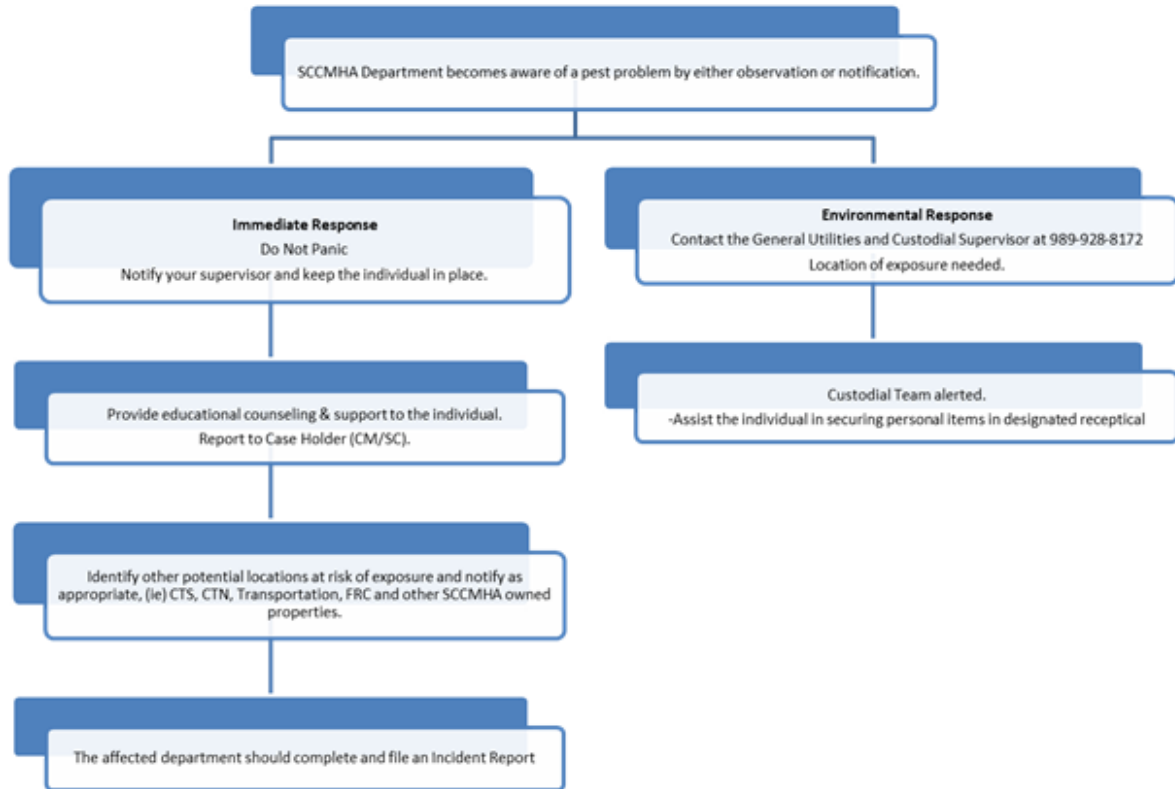 SCCMHA Department becomes aware of a pest problem by either observation or notification.
Immediate Response
Do Not Panic
Notify your supervisor and keep the individual in place.
Environmental Response
Contact the General Utilities and Custodial Supervisor at 989-928-8172
Location of exposure needed.
Provide educational counseling & support to the individual.
Report to Case Holder (CM/SC).
Custodial Team alerted.
-Assist the individual in securing personal items in designated receptical
Identify other potential locations at risk of exposure and notify as
appropriate, (ie) CTS, CTN, Transportation, FRC and other SCCMHA owned
properties.
The affected department should complete and file an Incident Report